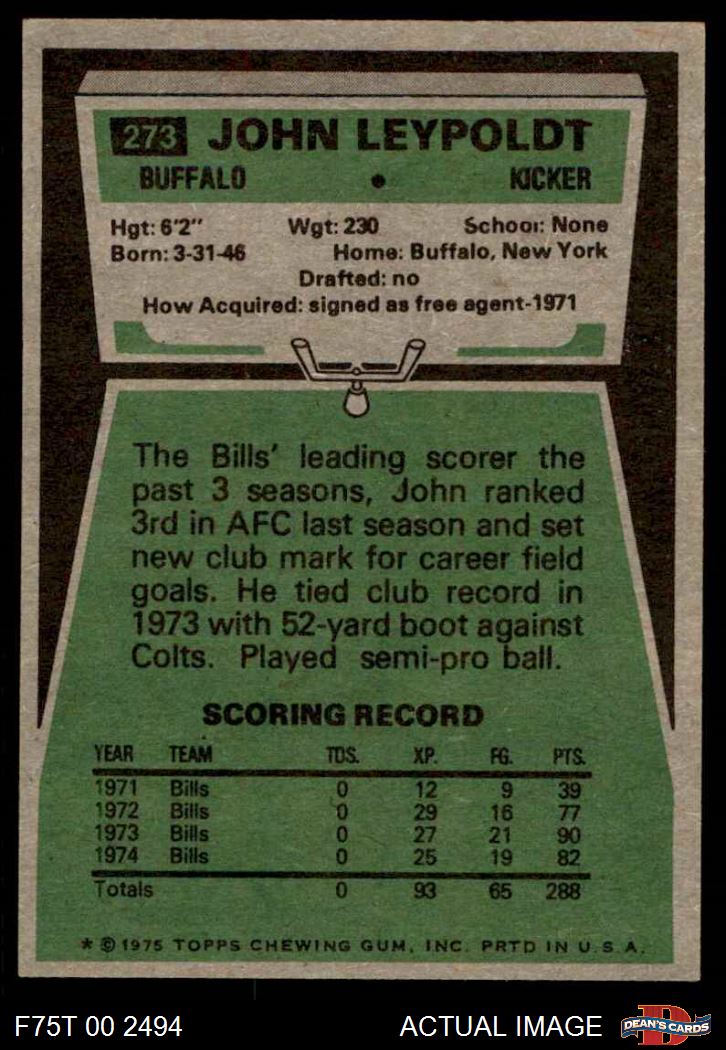 273 JOHN LEYPOLDT
BUFFALO • KICKER
Hgt: 6'2" Wgt: 230 School: None
Born: 3-31-46 Home: Buffalo, New York
Drafted: no
How Acquired: signed as free agent-1971
The Bills' leading scorer the
past 3 seasons, John ranked
3rd in AFC last season and set
new club mark for career field
goals. He tied club record in
1973 with 52-yard boot against
Colts. Played semi-pro ball.
SCORING RECORD
YEAR TEAM TDS. XP. FG. PTS.
1971 Bills 0 12 9 39
1972 Bills 0 29 16 77
1973 Bills 0 27 21 90
1974 Bills 0 25 19 82
Totals 0 93 65 288
* © 1975 TOPPS CHEWING GUM, INC. PRTD IN U.S.A.
F75T 00 2494 ACTUAL IMAGE D DEAN'S CARDS